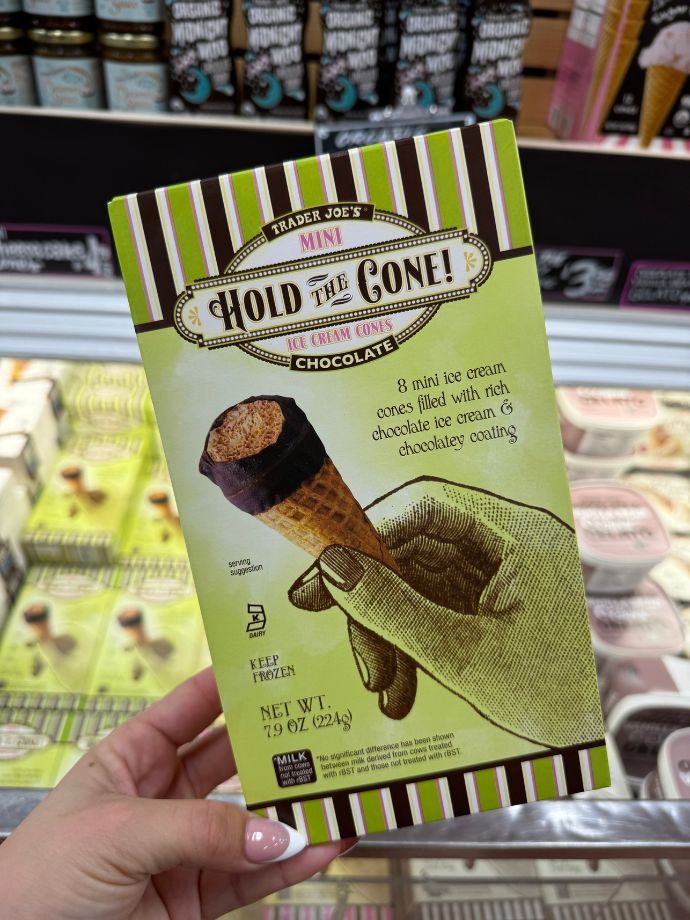 TRADER JOE'S®
MINI
HOLD THE CONE!
ICE CREAM CONES
CHOCOLATE
8 mini ice cream
cones filled with rich
chocolate ice cream &
chocolatey coating
serving
suggestion
K
DAIRY
KEEP
FROZEN
NET WT.
7.9 OZ (224g)
*MILK
from cows
not treated
with rBST
*No significant difference has been shown
between milk derived from cows treated
with rBST and those not treated with rBST.